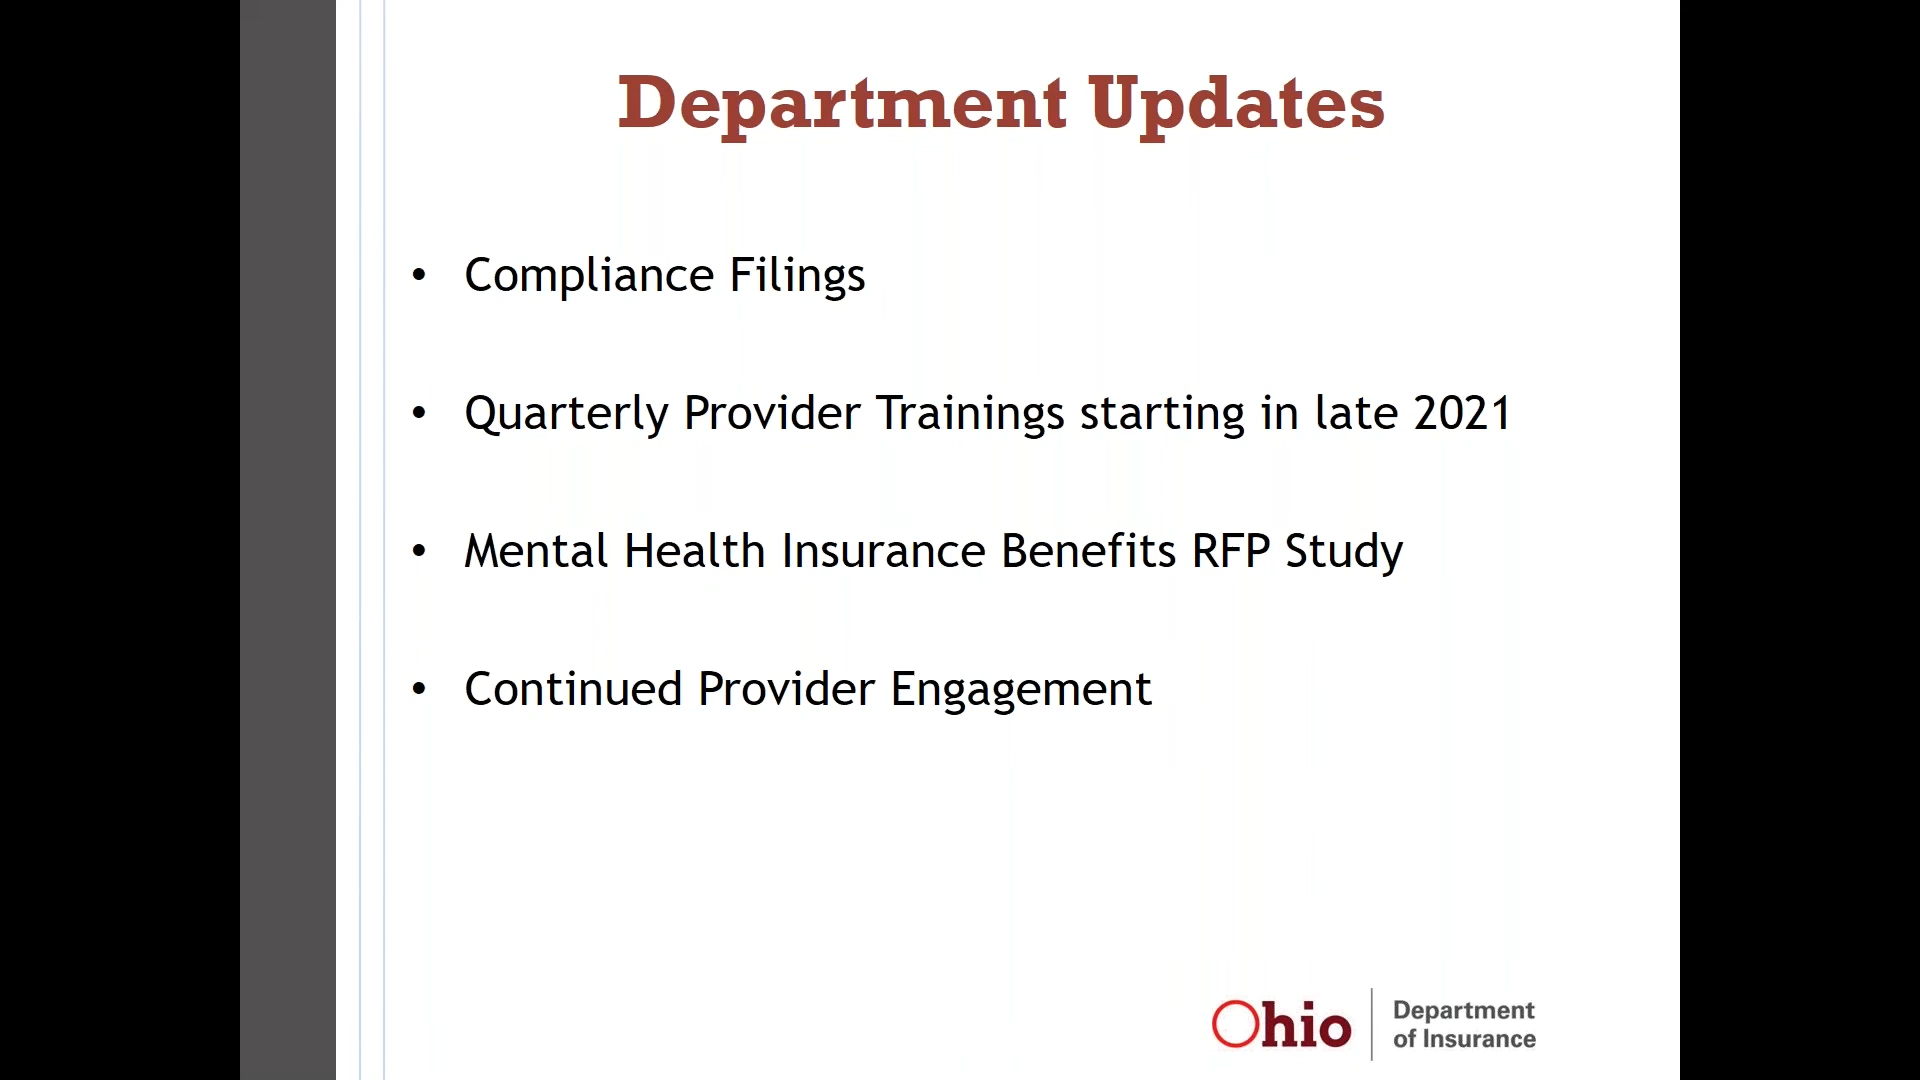 Department Updates
• Compliance Filings
• Quarterly Provider Trainings starting in late 2021
• Mental Health Insurance Benefits RFP Study
• Continued Provider Engagement
Ohio
Department
of Insurance